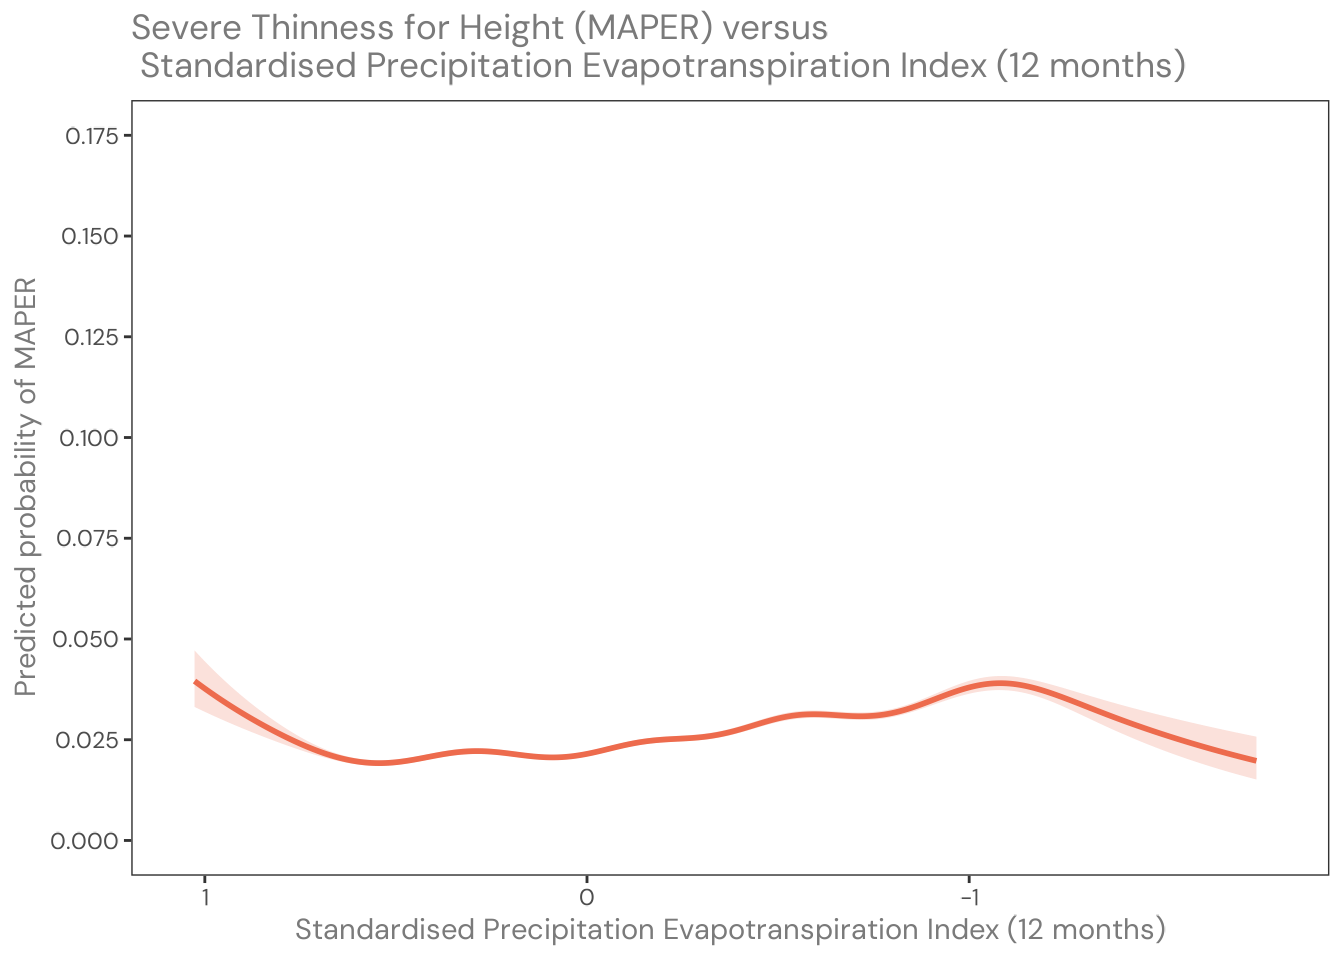 Severe Thinness for Height (MAPER) versus
Standardised Precipitation Evapotranspiration Index (12 months)
Predicted probability of MAPER
0.175
0.150
0.125
0.100
0.075
0.050
0.025
0.000
1
0
-1
Standardised Precipitation Evapotranspiration Index (12 months)